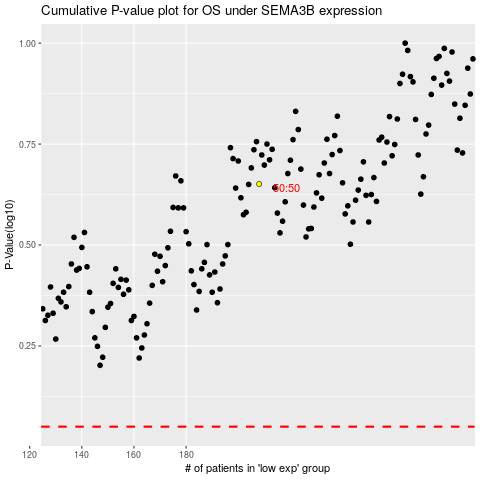 Cumulative P-value plot for OS under SEMA3B expression
P-Value(log10)
1.00
0.75
0.50
0.25
50:50
120 140 160 180
# of patients in 'low exp' group